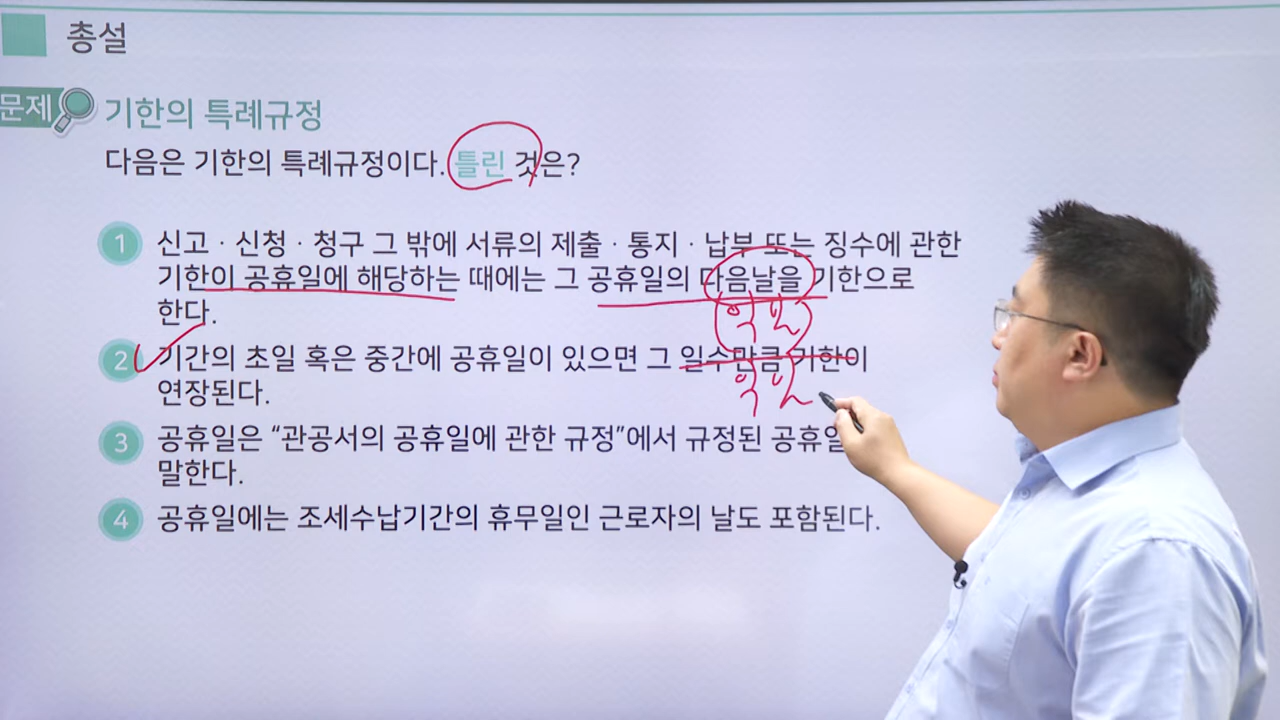 총설
문제
기한의 특례규정
다음은 기한의 특례규정이다. 틀린 것은?
1 신고 · 신청 · 청구 그 밖에 서류의 제출 · 통지 · 납부 또는 징수에 관한
기한이 공휴일에 해당하는 때에는 그 공휴일의 다음날을 기한으로
한다.
익일
2 기간의 초일 혹은 중간에 공휴일이 있으면 그 일수만큼 기한이
연장된다.
익일
3 공휴일은 “관공서의 공휴일에 관한 규정”에서 규정된 공휴일
말한다.
4 공휴일에는 조세수납기간의 휴무일인 근로자의 날도 포함된다.